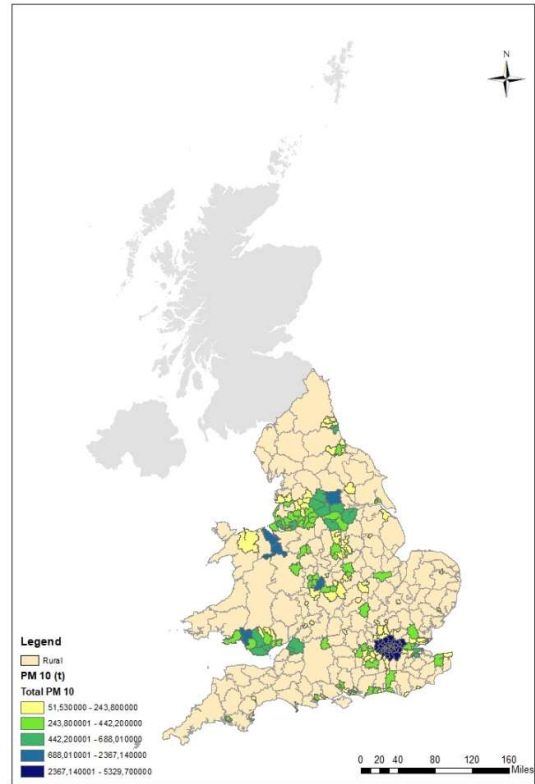 N
Legend
Rural
PM 10 (t)
Total PM 10
51,530000 - 243,800000
243,800001 - 442,200000
442,200001 - 688,010000
688,010001 - 2367,140000
2367,140001 - 5329,700000
0 20 40 80 120 160
Miles